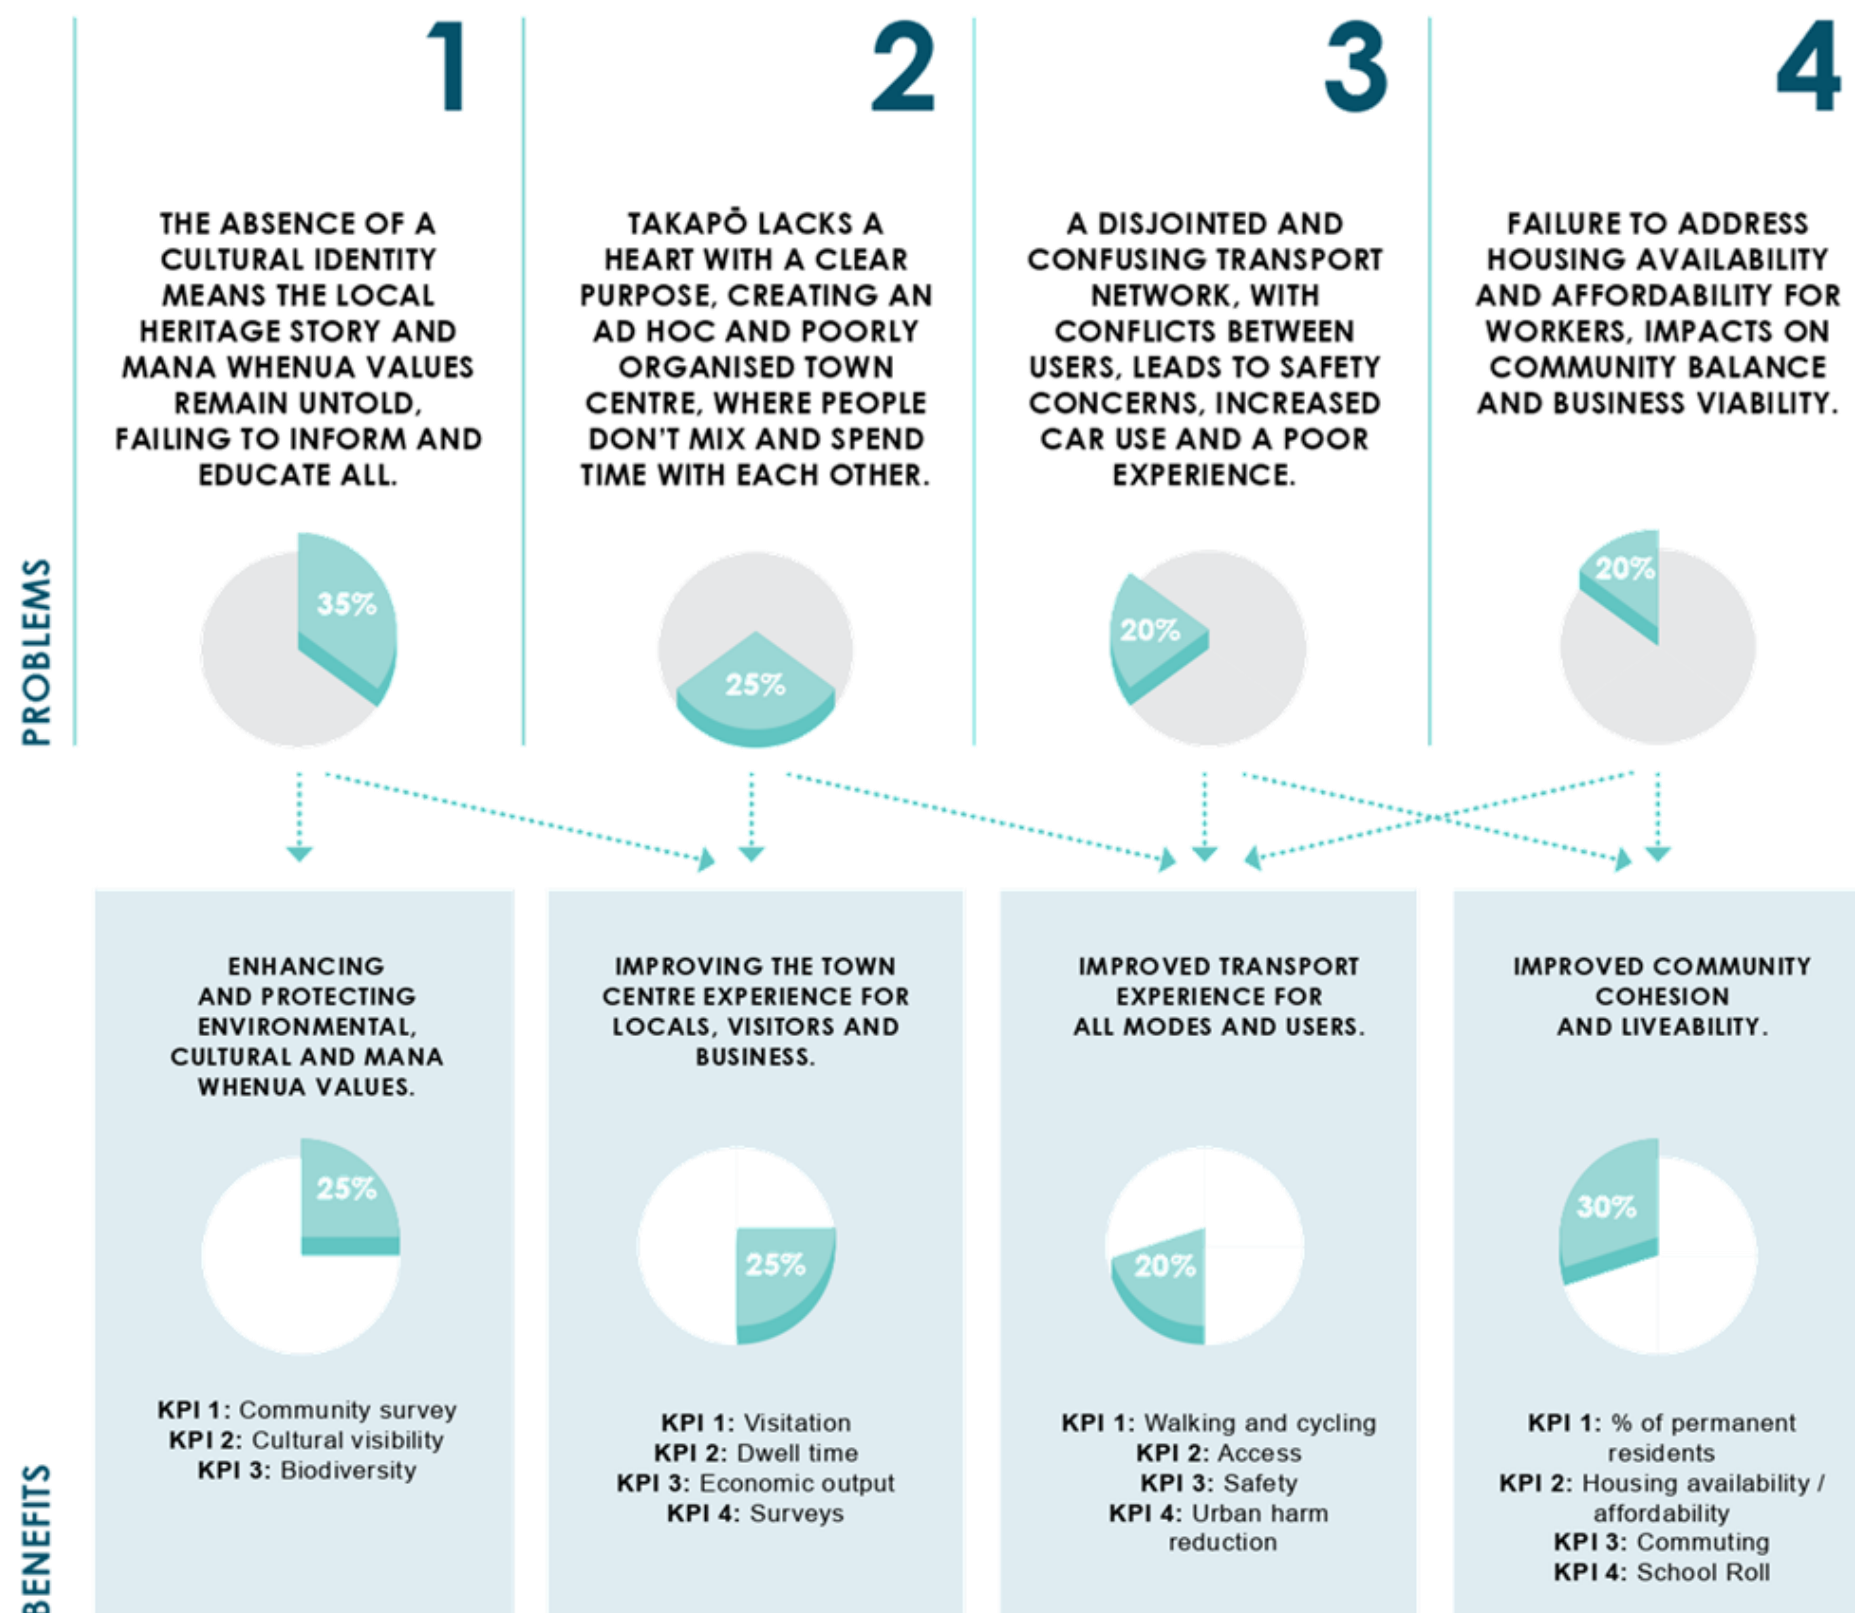 1
THE ABSENCE OF A
CULTURAL IDENTITY
MEANS THE LOCAL
HERITAGE STORY AND
MANA WHENUA VALUES
REMAIN UNTOLD,
FAILING TO INFORM AND
EDUCATE ALL.
35%
2
TAKAPŌ LACKS A
HEART WITH A CLEAR
PURPOSE, CREATING AN
AD HOC AND POORLY
ORGANISED TOWN
CENTRE, WHERE PEOPLE
DON'T MIX AND SPEND
TIME WITH EACH OTHER.
25%
3
A DISJOINTED AND
CONFUSING TRANSPORT
NETWORK, WITH
CONFLICTS BETWEEN
USERS, LEADS TO SAFETY
CONCERNS, INCREASED
CAR USE AND A POOR
EXPERIENCE.
20%
4
FAILURE TO ADDRESS
HOUSING AVAILABILITY
AND AFFORDABILITY FOR
WORKERS, IMPACTS ON
COMMUNITY BALANCE
AND BUSINESS VIABILITY.
20%
PROBLEMS
ENHANCING
AND PROTECTING
ENVIRONMENTAL,
CULTURAL AND MANA
WHENUA VALUES.
25%
KPI 1: Community survey
KPI 2: Cultural visibility
KPI 3: Biodiversity
IMPROVING THE TOWN
CENTRE EXPERIENCE FOR
LOCALS, VISITORS AND
BUSINESS.
25%
KPI 1: Visitation
KPI 2: Dwell time
KPI 3: Economic output
KPI 4: Surveys
IMPROVED TRANSPORT
EXPERIENCE FOR
ALL MODES AND USERS.
20%
KPI 1: Walking and cycling
KPI 2: Access
KPI 3: Safety
KPI 4: Urban harm
reduction
IMPROVED COMMUNITY
COHESION
AND LIVEABILITY.
30%
KPI 1: % of permanent
residents
KPI 2: Housing availability /
affordability
KPI 3: Commuting
KPI 4: School Roll
BENEFITS